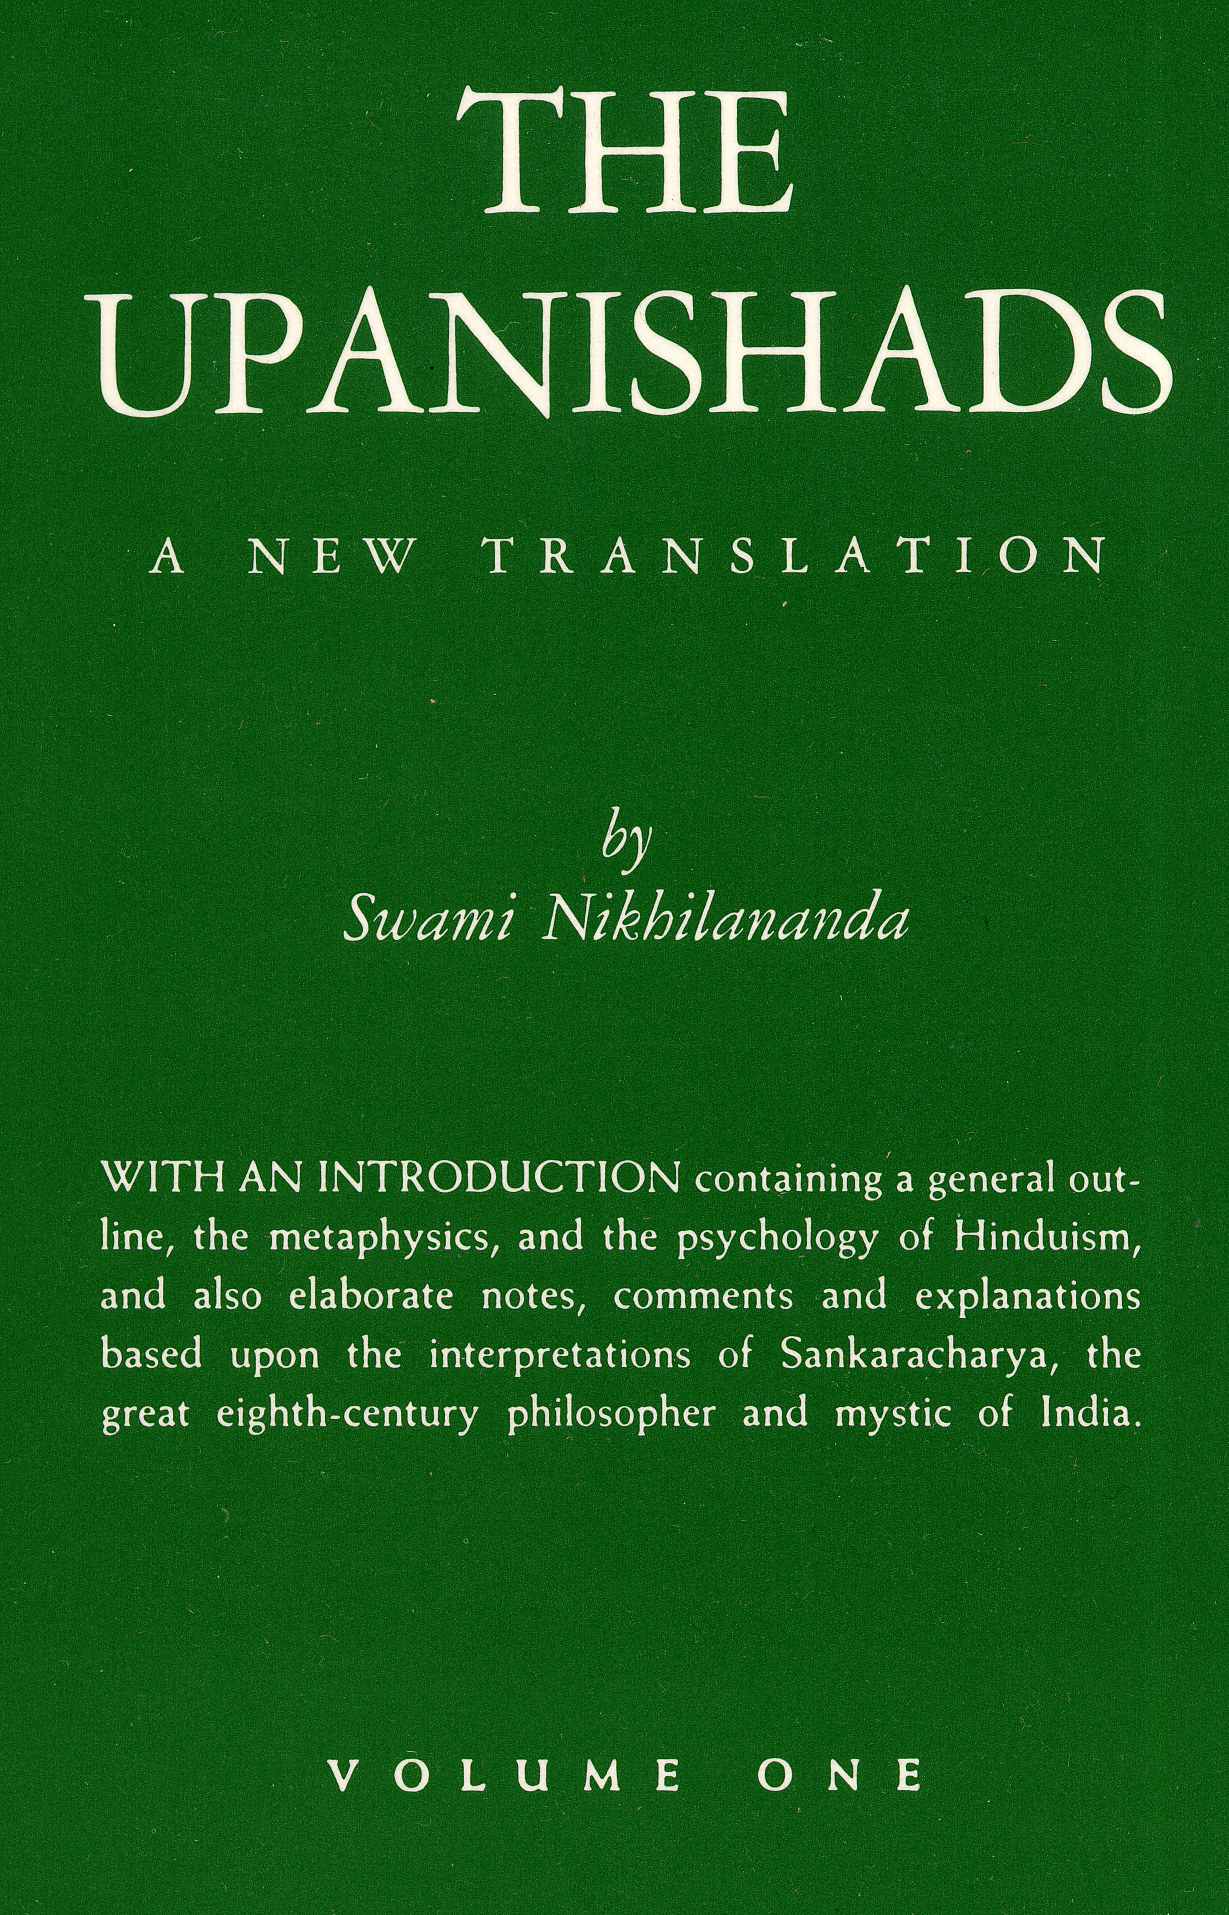 THE
UPANISHADS
A NEW TRANSLATION
by
Swami Nikhilananda
WITH AN INTRODUCTION containing a general out-
line, the metaphysics, and the psychology of Hinduism,
and also elaborate notes, comments and explanations
based upon the interpretations of Sankaracharya, the
great eighth-century philosopher and mystic of India.
VOLUME ONE